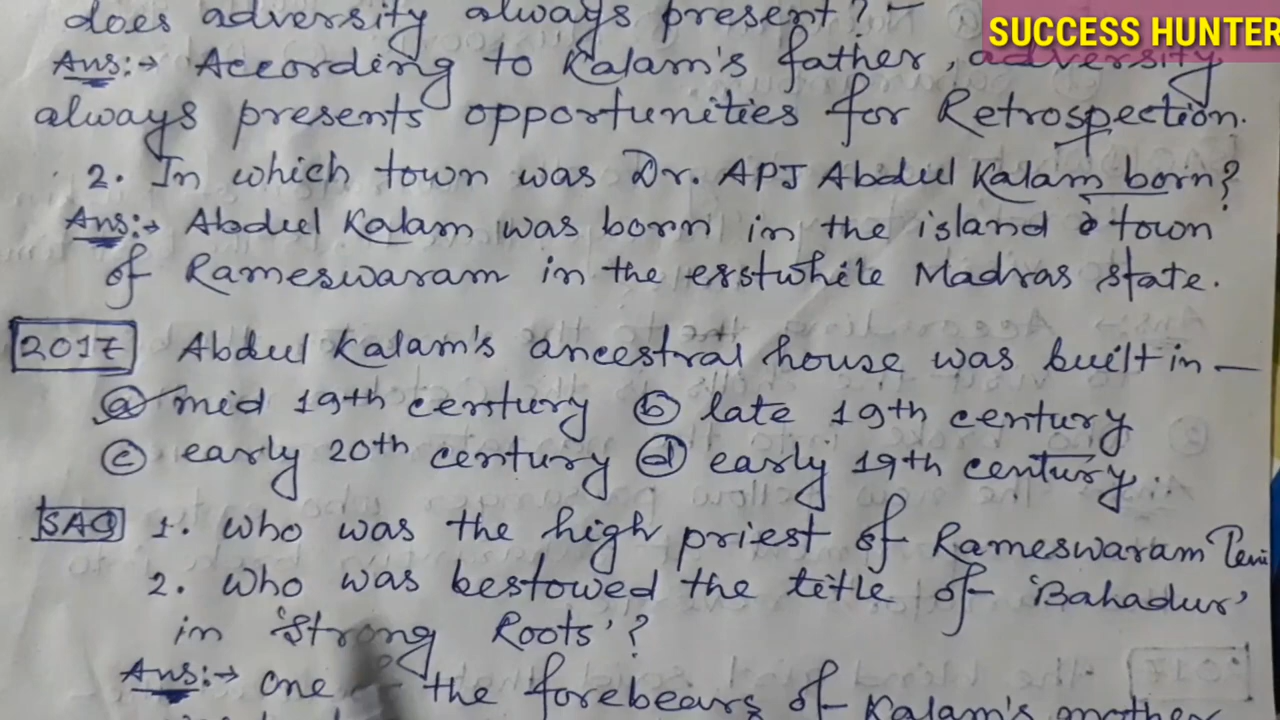 does adversity always present? –
SUCCESS HUNTER
Ans:→ According to Kalam's father, adversity
always presents opportunities for Retrospection.
2. In which town was Dr. APJ Abdul Kalam born?
Ans:→ Abdul Kalam was born in the island town
of Rameswaram in the erstwhile Madras state.
2017 Abdul Kalam's ancestral house was built in —
(a) mid 19th century (b) late 19th century
(c) early 20th century (d) early 19th century.
SAQ 1. Who was the high priest of Rameswaram
2. Who was bestowed the title of 'Bahadur'
in 'Strong Roots'?
Ans:→ One the forebears of Kalam's mother